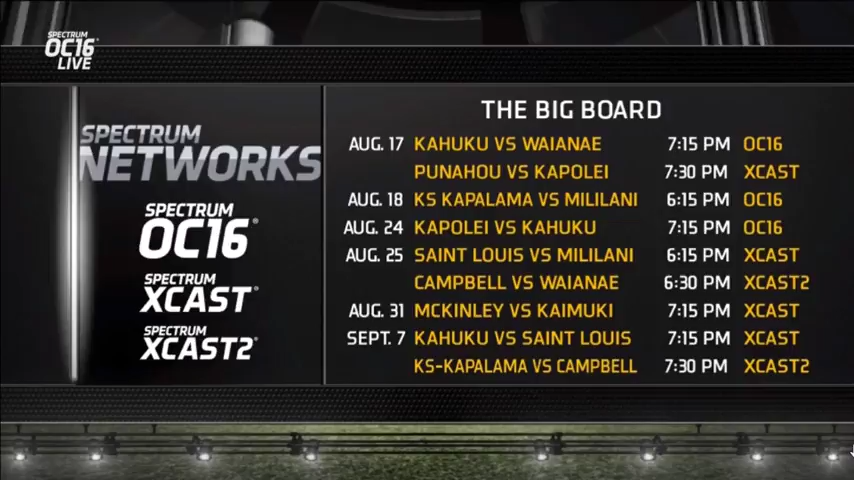 SPECTRUM
OC16
LIVE
SPECTRUM
NETWORKS
SPECTRUM
OC16®
SPECTRUM
XCAST®
SPECTRUM
XCAST2®
THE BIG BOARD
AUG. 17 KAHUKU VS WAIANAE 7:15 PM OC16
PUNAHOU VS KAPOLEI 7:30 PM XCAST
AUG. 18 KS KAPALAMA VS MILILANI 6:15 PM OC16
AUG. 24 KAPOLEI VS KAHUKU 7:15 PM OC16
AUG. 25 SAINT LOUIS VS MILILANI 6:15 PM XCAST
CAMPBELL VS WAIANAE 6:30 PM XCAST2
AUG. 31 MCKINLEY VS KAIMUKI 7:15 PM XCAST
SEPT. 7 KAHUKU VS SAINT LOUIS 7:15 PM XCAST
KS-KAPALAMA VS CAMPBELL 7:30 PM XCAST2